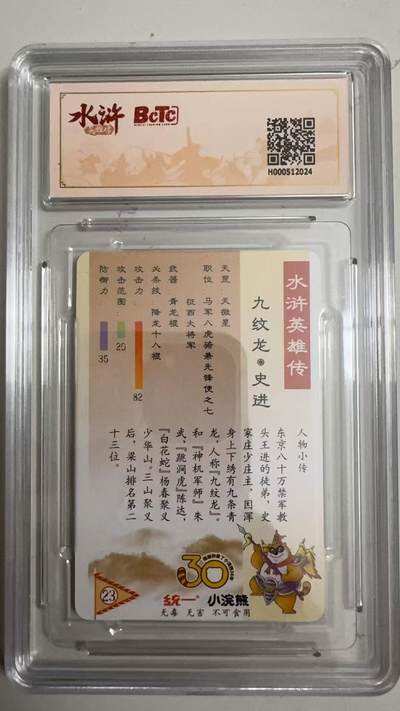 水浒
英雄传
BCTC
H000512024
水浒英雄传
九纹龙·史进
天罡 天微星
职位 马军八虎骑兼先锋使之七
征西大将军
武器 青龙棍
必杀技 降龙十八棍
攻击力 82
攻击范围 20
防御力 35
人物小传
东京八十万禁军教
头王进的徒弟，史
家庄少庄主，因浑
身上下绣有九条青
龙，人称『九纹龙』。
和『神机军师』朱
武、『跳涧虎』陈达、
『白花蛇』杨春聚义
少华山。三山聚义
后，梁山排名第二
十三位。
30
统一® 小浣熊
无毒 无害 不可食用
23